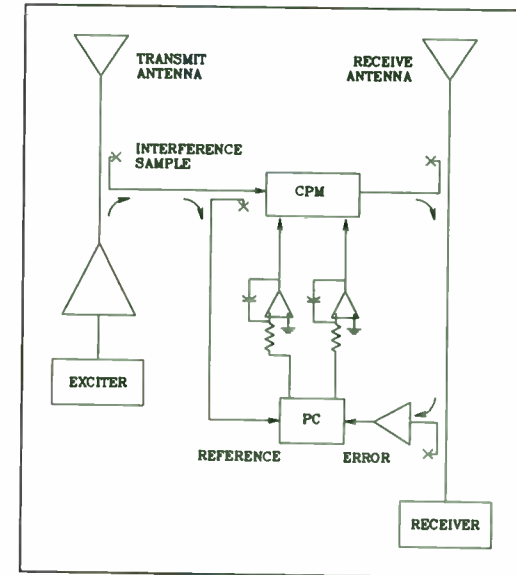 TRANSMIT
ANTENNA
RECEIVE
ANTENNA
INTERFERENCE
SAMPLE
CPM
EXCITER
PC
REFERENCE
ERROR
RECEIVER